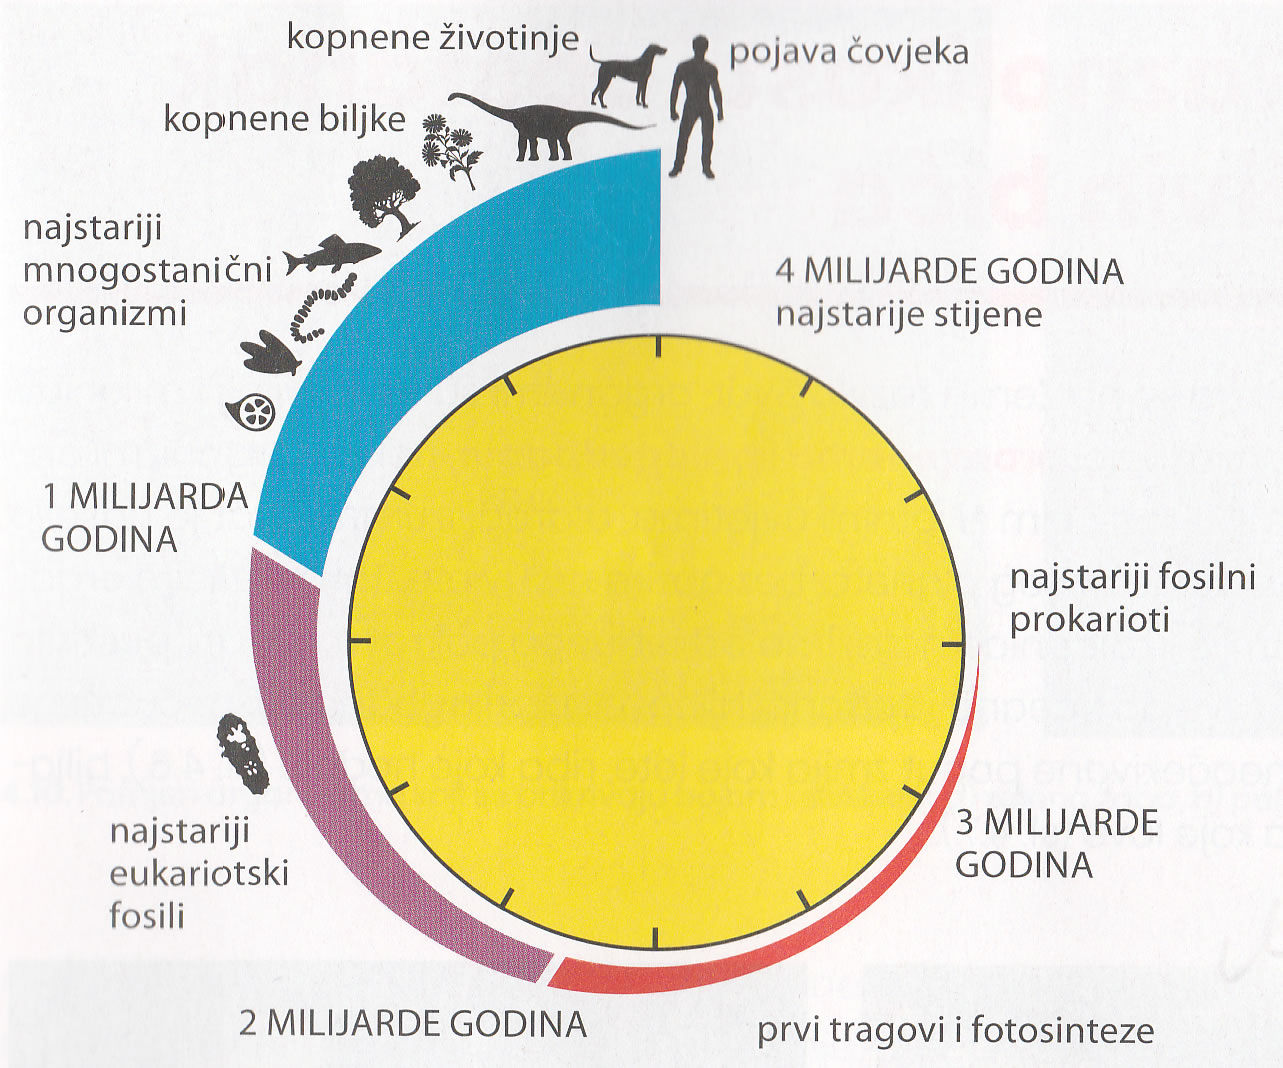 kopnene životinje
pojava čovjeka
kopnene biljke
najstariji
mnogostanični
organizmi
4 MILIJARDE GODINA
najstarije stijene
1 MILIJARDA
GODINA
najstariji fosilni
prokarioti
3 MILIJARDE
GODINA
najstariji
eukariotski
fosili
2 MILIJARDE GODINA
prvi tragovi i fotosinteze